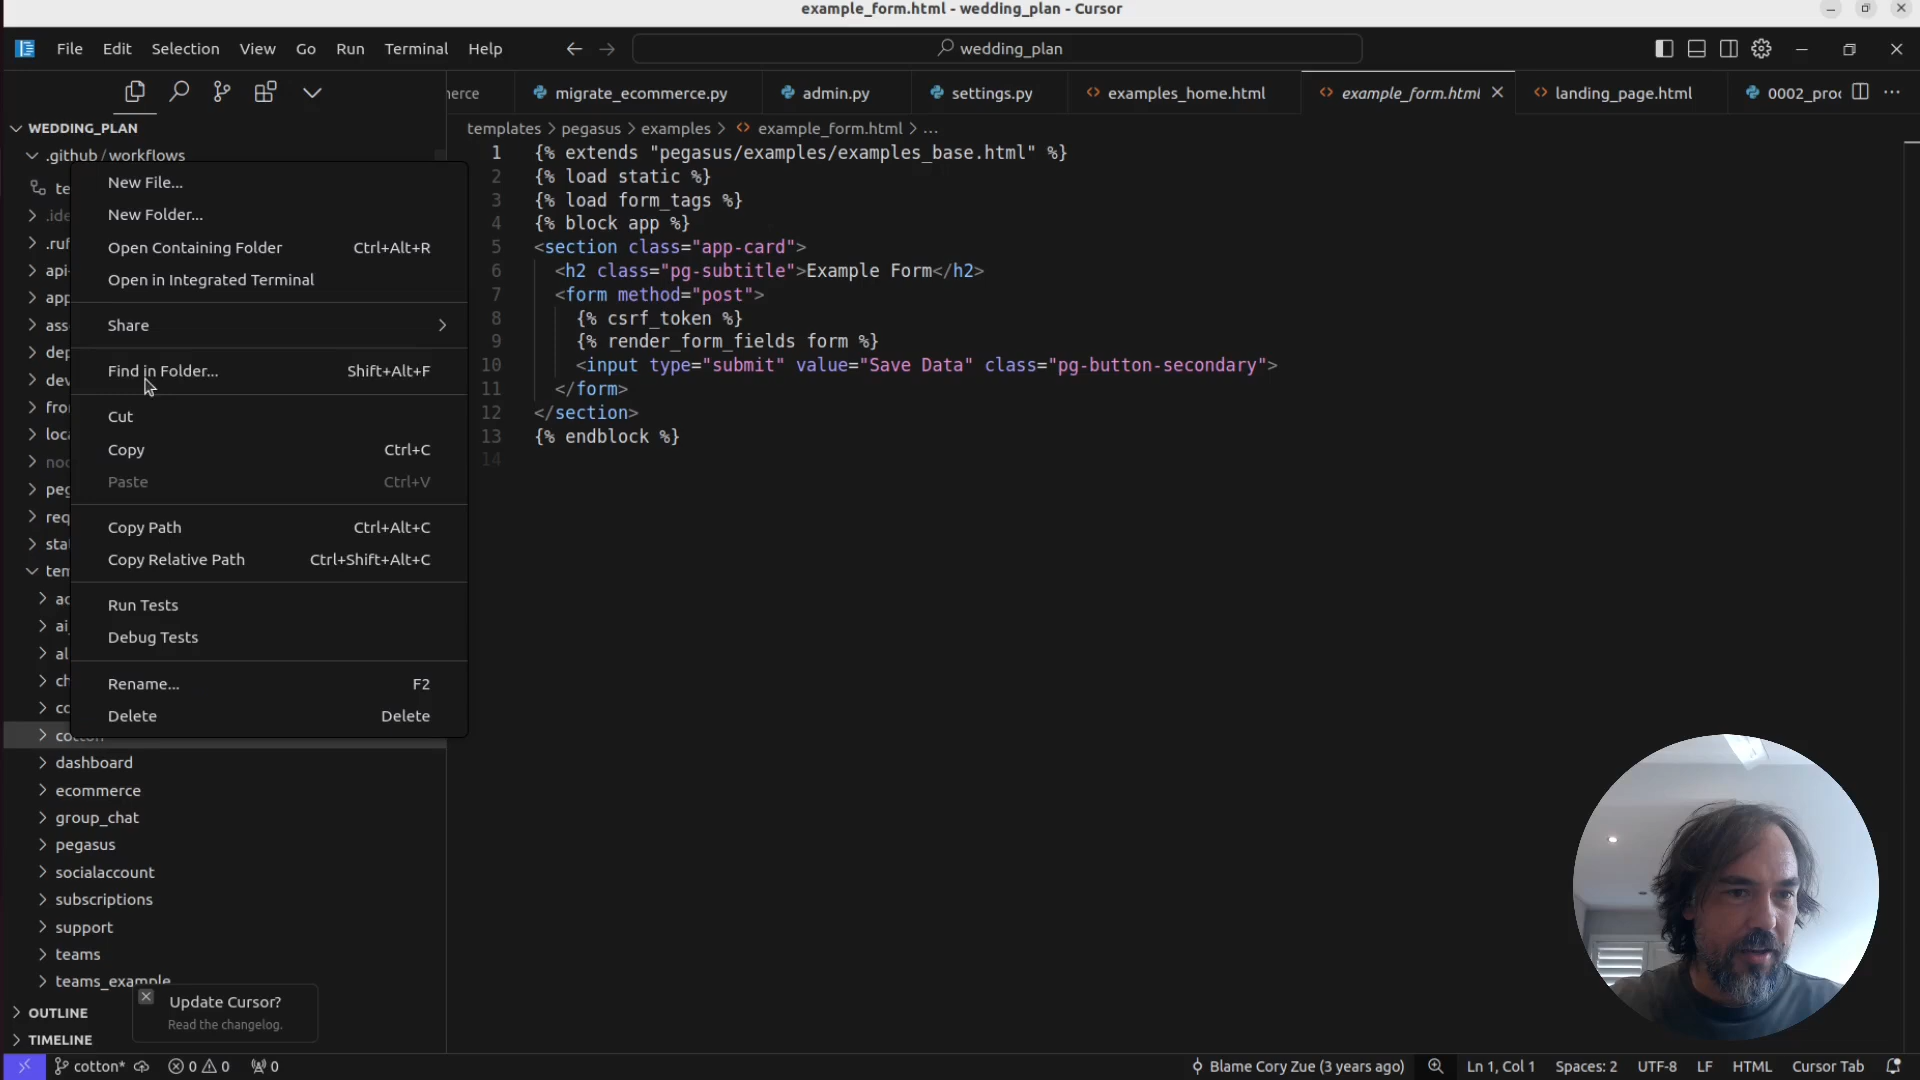 example_form.html - wedding_plan - Cursor
File Edit Selection View Go Run Terminal Help
wedding_plan
migrate_ecommerce.py admin.py settings.py examples_home.html example_form.html landing_page.html
WEDDING_PLAN
templates > pegasus > examples > <> example_form.html > ...
.github / workflows
New File...
New Folder...
Open Containing Folder Ctrl+Alt+R
Open in Integrated Terminal
Share
Find in Folder... Shift+Alt+F
Cut
Copy Ctrl+C
Paste Ctrl+V
Copy Path Ctrl+Alt+C
Copy Relative Path Ctrl+Shift+Alt+C
Run Tests
Debug Tests
Rename... F2
Delete Delete
cotton
dashboard
ecommerce
group_chat
pegasus
socialaccount
subscriptions
support
teams
teams_example
OUTLINE
TIMELINE
Update Cursor?
Read the changelog.
1 {% extends "pegasus/examples/examples_base.html" %}
2 {% load static %}
3 {% load form_tags %}
4 {% block app %}
5 <section class="app-card">
6 <h2 class="pg-subtitle">Example Form</h2>
7 <form method="post">
8 {% csrf_token %}
9 {% render_form_fields form %}
10 <input type="submit" value="Save Data" class="pg-button-secondary">
11 </form>
12 </section>
13 {% endblock %}
14
cotton* 0 0 0
Blame Cory Zue (3 years ago) Ln 1, Col 1 Spaces: 2 UTF-8 LF HTML Cursor Tab